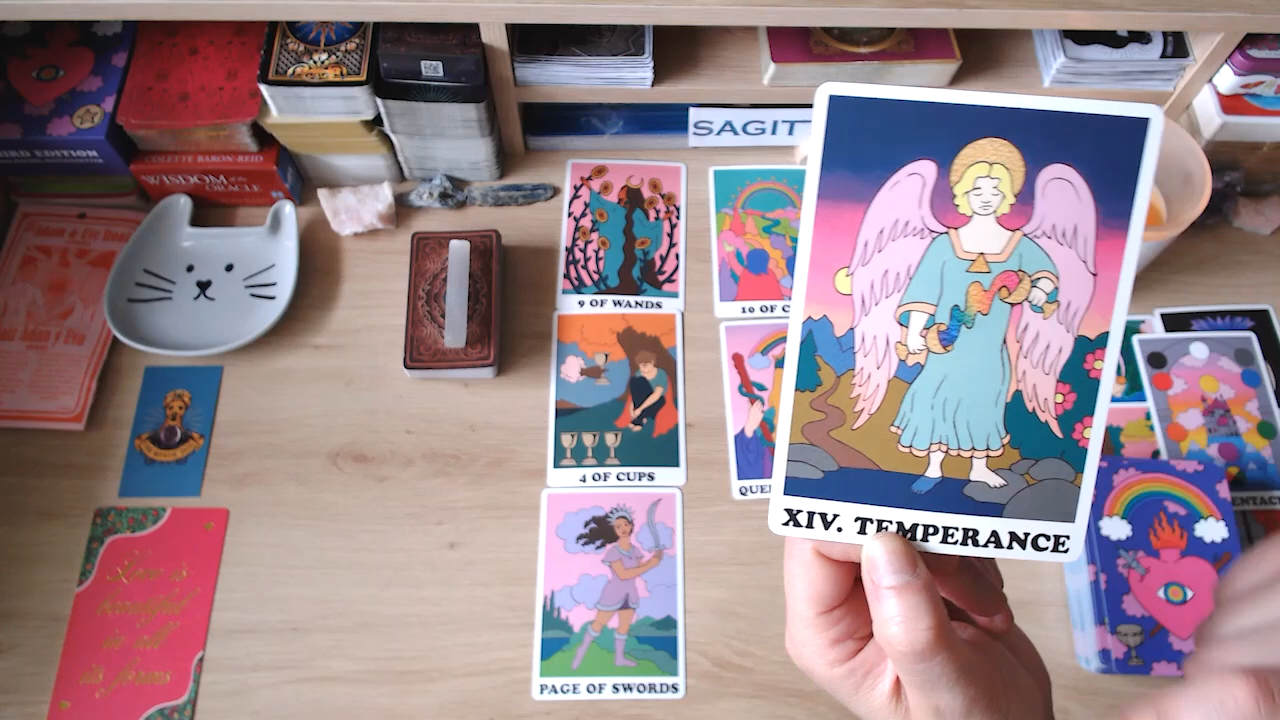 COLETTE BARON-REID
WISDOM of the
ORACLE
SAGIT
9 OF WANDS
10 OF C
4 OF CUPS
QUE
PAGE OF SWORDS
XIV. TEMPERANCE
Love is
beautiful
in all
its forms